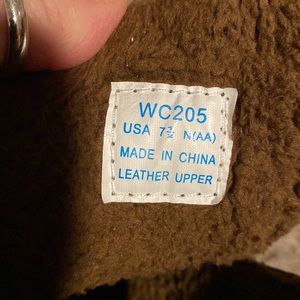 WC205
USA 7½ N(AA)
MADE IN CHINA
LEATHER UPPER